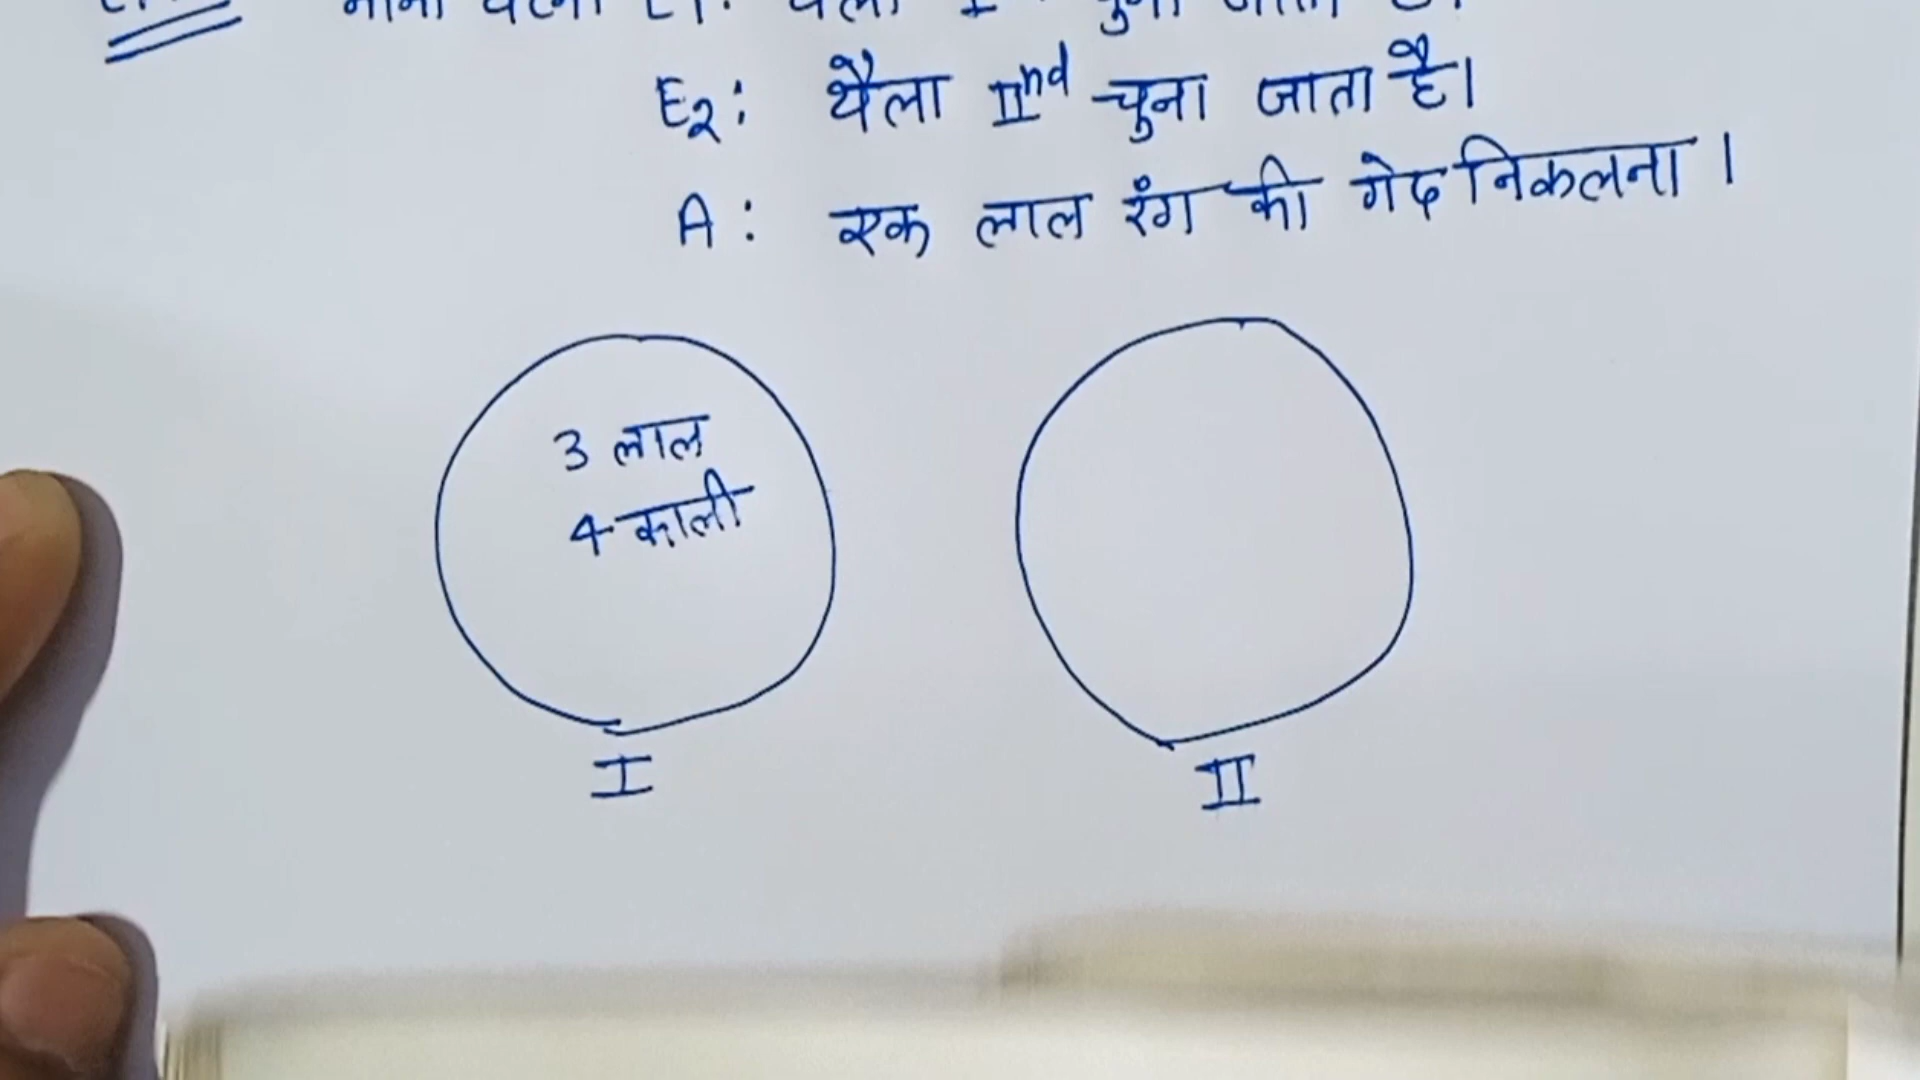 E₂: थैला IInd चुना जाता है।
A: एक लाल रंग की गेद निकलना।
3 लाल
4 काली
I
II